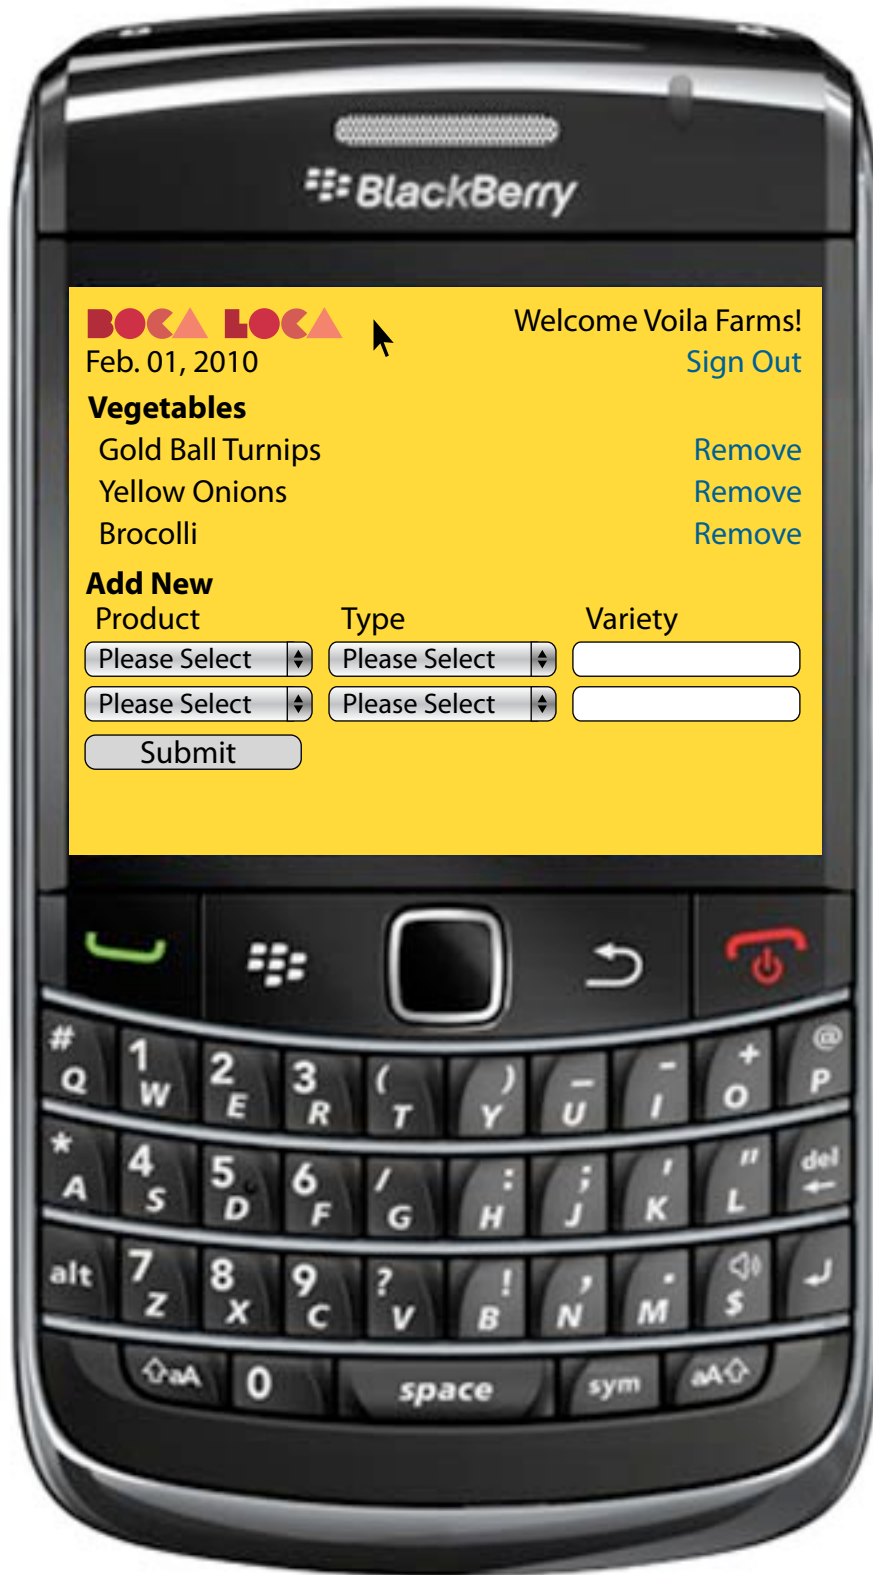 BlackBerry
BOCA LOCA
Welcome Voila Farms!
Feb. 01, 2010
Sign Out
Vegetables
Gold Ball Turnips
Remove
Yellow Onions
Remove
Brocolli
Remove
Add New
Product Type Variety
Please Select Please Select
Please Select Please Select
Submit
# 1 2 3 ( ) _ - + @
Q W E R T Y U I O P
* 4 5 6 / : ; ' " del
A S D F G H J K L
alt 7 8 9 ? ! , .
Z X C V B N M $
aA 0 space sym aA